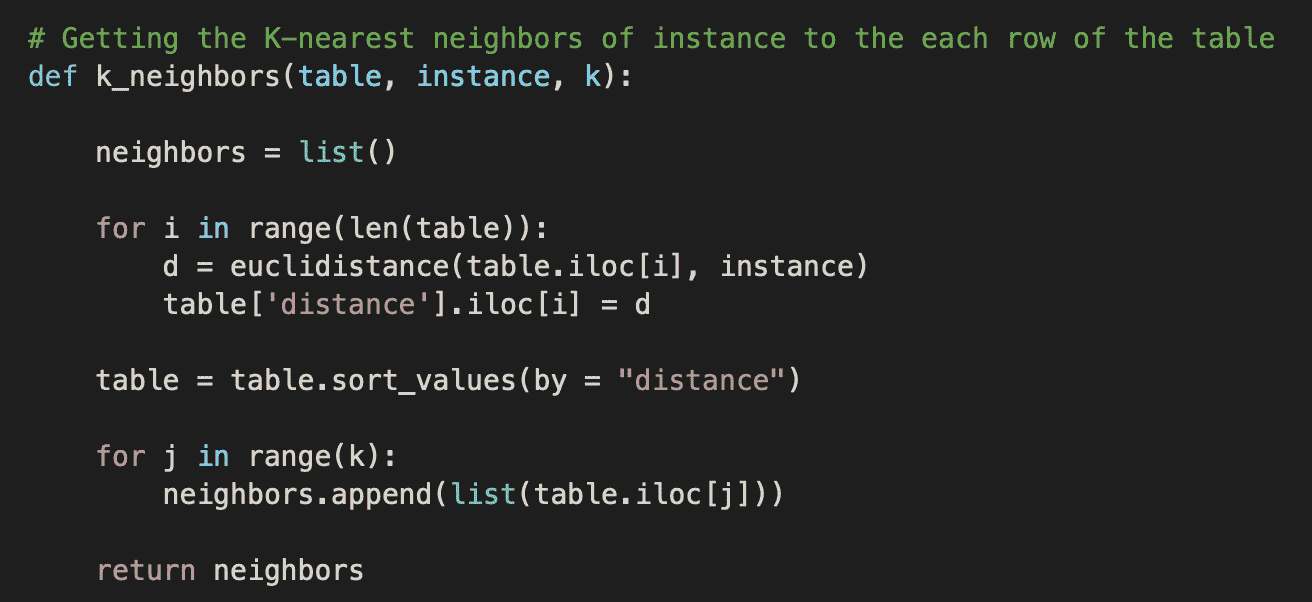 # Getting the K-nearest neighbors of instance to the each row of the table
def k_neighbors(table, instance, k):
    neighbors = list()
    for i in range(len(table)):
        d = euclidistance(table.iloc[i], instance)
        table['distance'].iloc[i] = d
    table = table.sort_values(by = "distance")
    for j in range(k):
        neighbors.append(list(table.iloc[j]))
    return neighbors